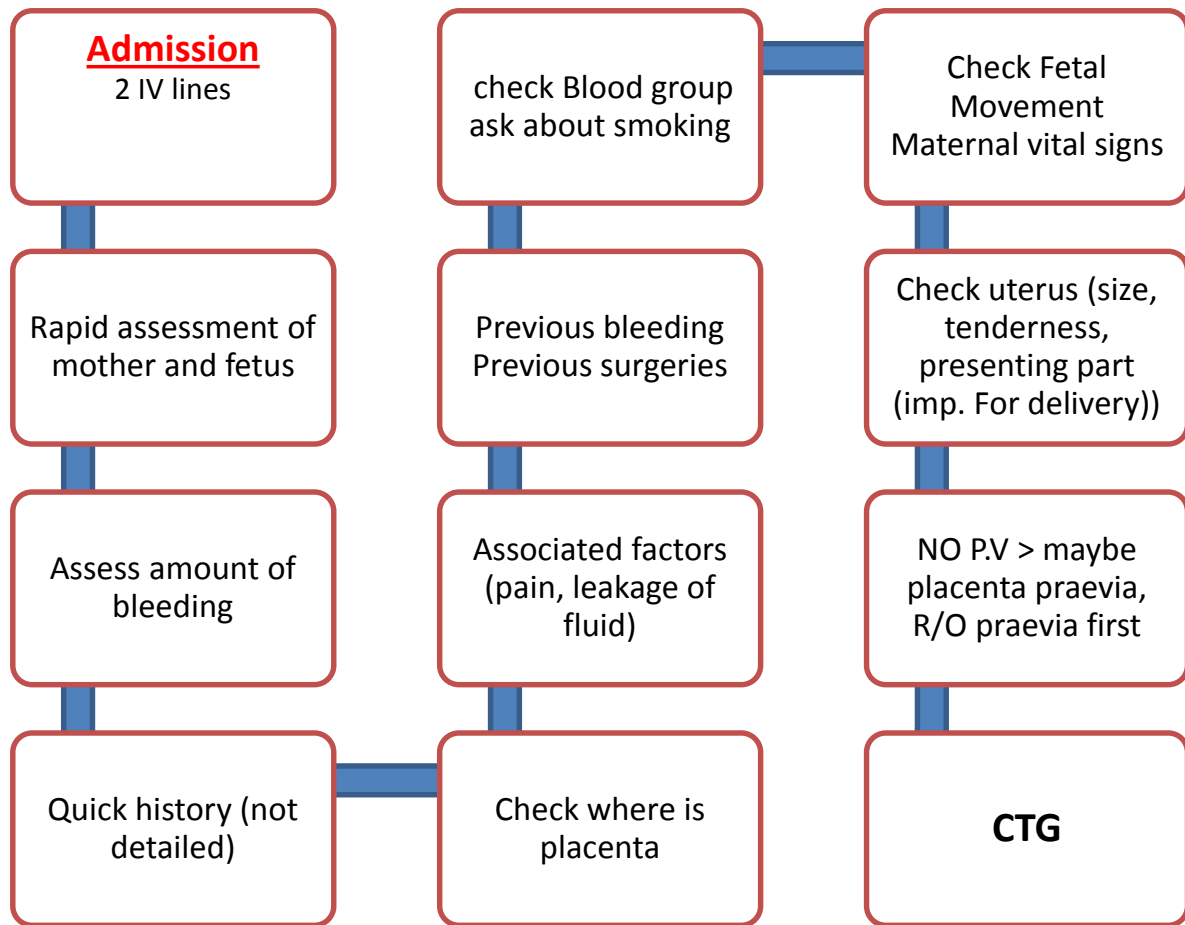 Admission
2 IV lines
Rapid assessment of
mother and fetus
Assess amount of
bleeding
Quick history (not
detailed)
Check where is
placenta
Associated factors
(pain, leakage of
fluid)
Previous bleeding
Previous surgeries
check Blood group
ask about smoking
Check Fetal
Movement
Maternal vital signs
Check uterus (size,
tenderness,
presenting part
(imp. For delivery))
NO P.V > maybe
placenta praevia,
R/O praevia first
CTG